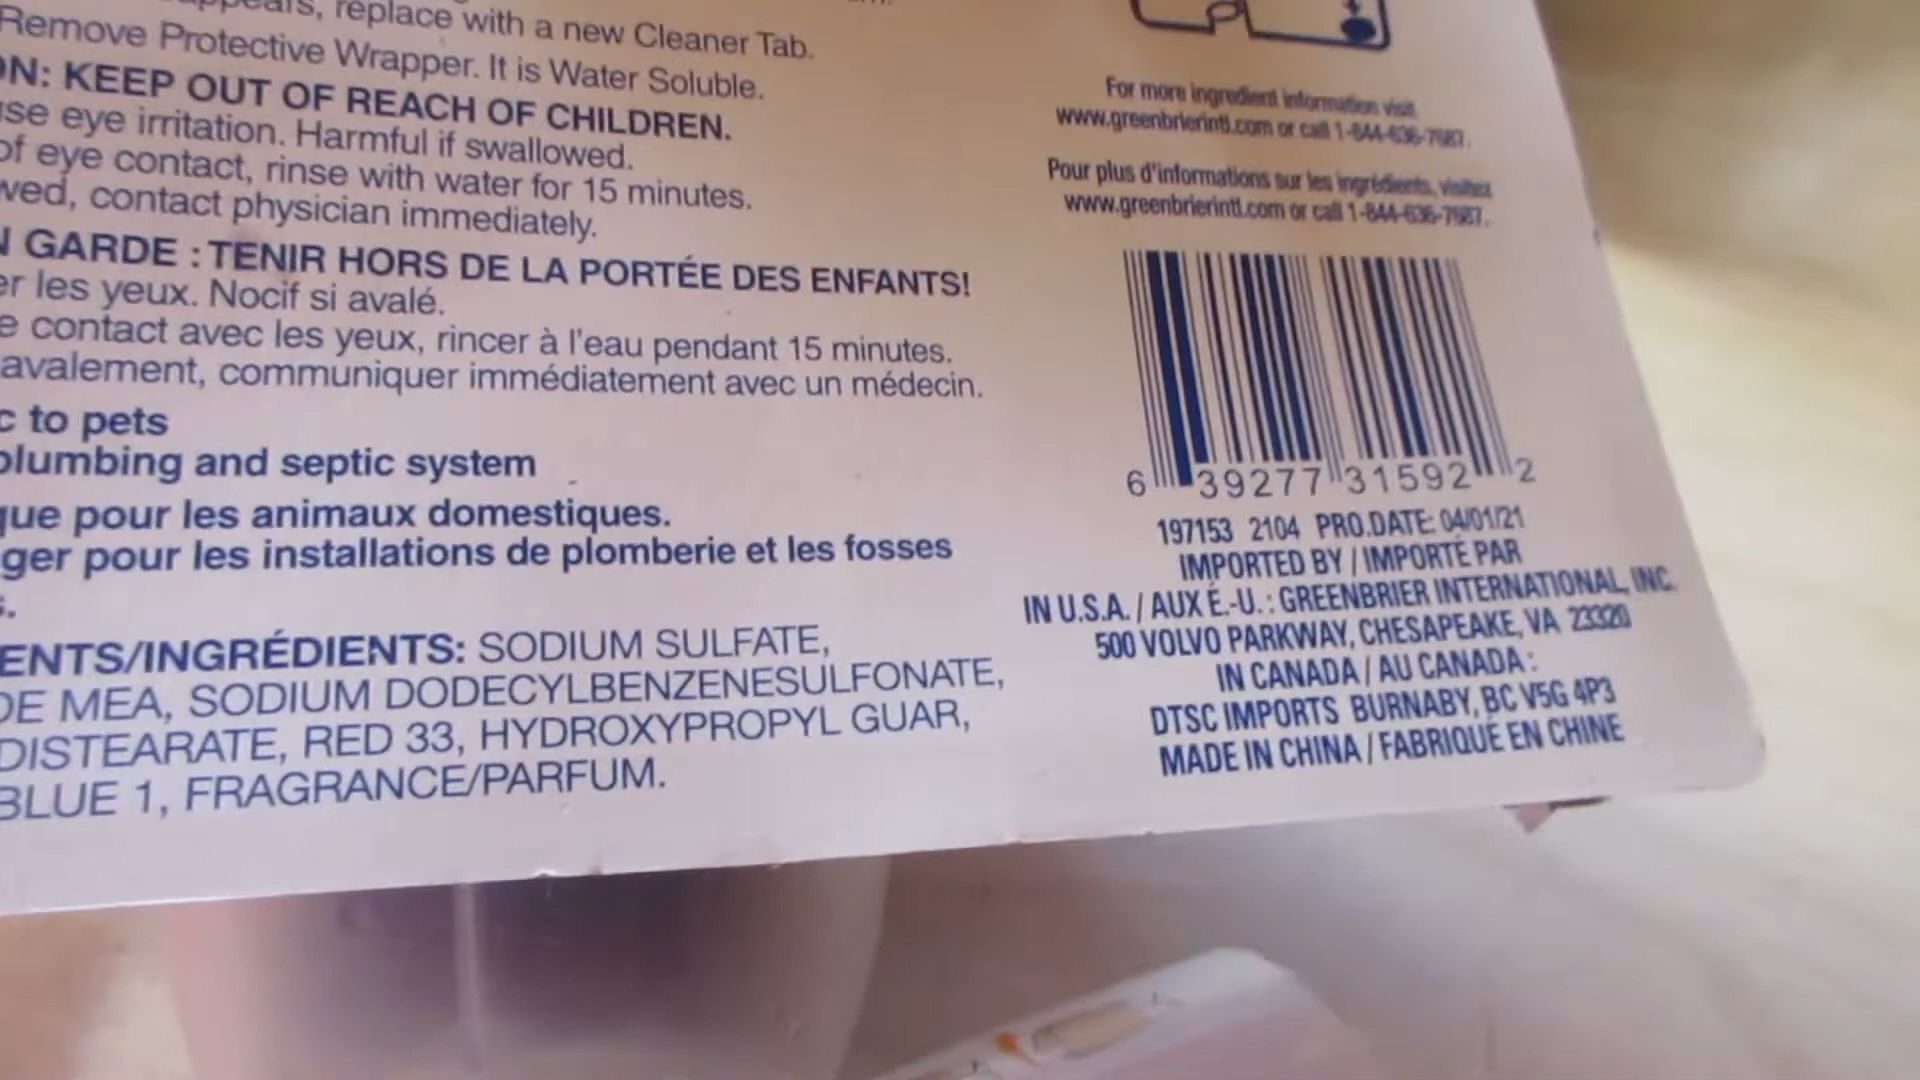 replace with a new Cleaner Tab.
Remove Protective Wrapper. It is Water Soluble.
ON: KEEP OUT OF REACH OF CHILDREN.
use eye irritation. Harmful if swallowed.
of eye contact, rinse with water for 15 minutes.
wed, contact physician immediately.
N GARDE : TENIR HORS DE LA PORTÉE DES ENFANTS!
er les yeux. Nocif si avalé.
e contact avec les yeux, rincer à l'eau pendant 15 minutes.
avalement, communiquer immédiatement avec un médecin.
c to pets
plumbing and septic system
que pour les animaux domestiques.
ger pour les installations de plomberie et les fosses
s.
ENTS/INGRÉDIENTS: SODIUM SULFATE,
DE MEA, SODIUM DODECYLBENZENESULFONATE,
DISTEARATE, RED 33, HYDROXYPROPYL GUAR,
BLUE 1, FRAGRANCE/PARFUM.
For more ingredient information visit
www.greenbrierintl.com or call 1-844-636-7687.
Pour plus d'informations sur les ingrédients, visitez
www.greenbrierintl.com or call 1-844-636-7687.
6 39277 31592 2
197153 2104 PRO.DATE: 04/01/21
IMPORTED BY / IMPORTÉ PAR
IN U.S.A. / AUX É.-U. : GREENBRIER INTERNATIONAL, INC.
500 VOLVO PARKWAY, CHESAPEAKE, VA 23320
IN CANADA / AU CANADA :
DTSC IMPORTS BURNABY, BC V5G 4P3
MADE IN CHINA / FABRIQUÉ EN CHINE